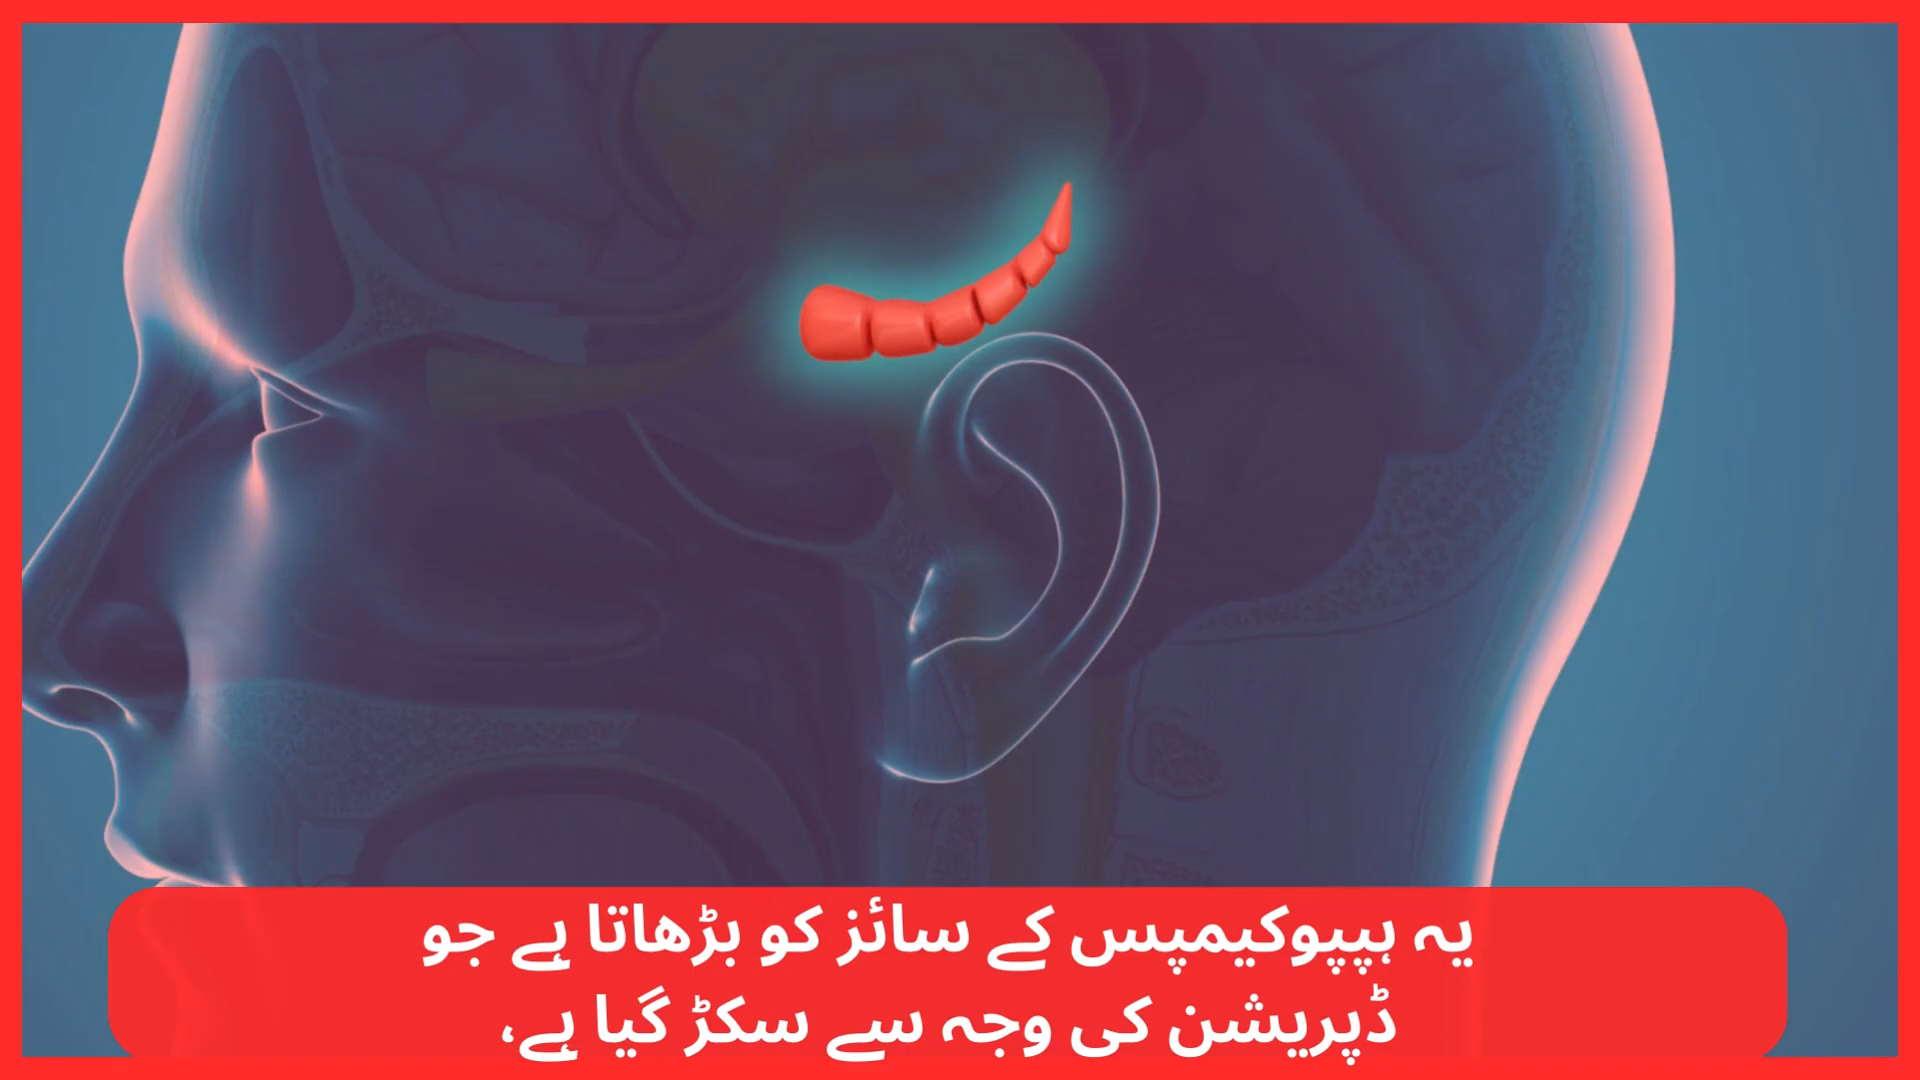 یہ ہپپوکیمپس کے سائز کو بڑھاتا ہے جو
ڈپریشن کی وجہ سے سکڑ گیا ہے،